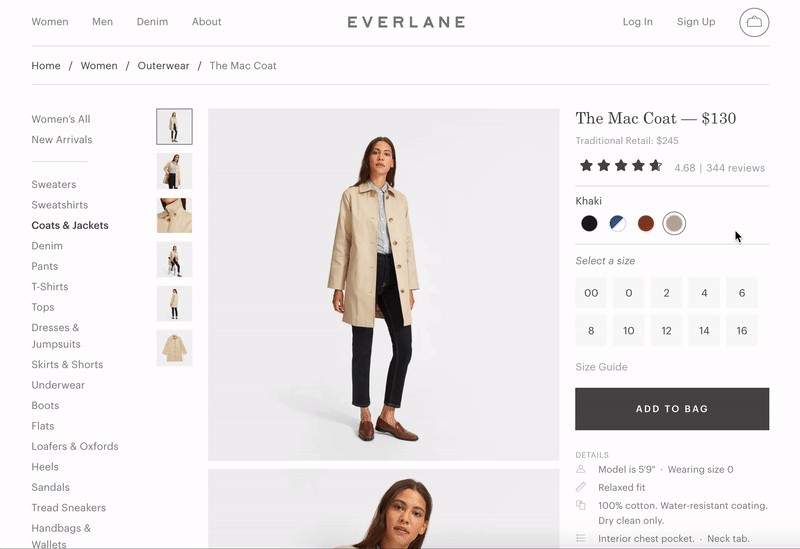 Women Men Denim About EVERLANE Log In Sign Up
Home / Women / Outerwear / The Mac Coat
Women's All
New Arrivals
Sweaters
Sweatshirts
Coats & Jackets
Denim
Pants
T-Shirts
Tops
Dresses &
Jumpsuits
Skirts & Shorts
Underwear
Boots
Flats
Loafers & Oxfords
Heels
Sandals
Tread Sneakers
Handbags &
Wallets
The Mac Coat — $130
Traditional Retail: $245
4.68 | 344 reviews
Khaki
Select a size
00 0 2 4 6
8 10 12 14 16
Size Guide
ADD TO BAG
DETAILS
Model is 5'9" · Wearing size 0
Relaxed fit
100% cotton. Water-resistant coating.
Dry clean only.
Interior chest pocket. · Neck tab.